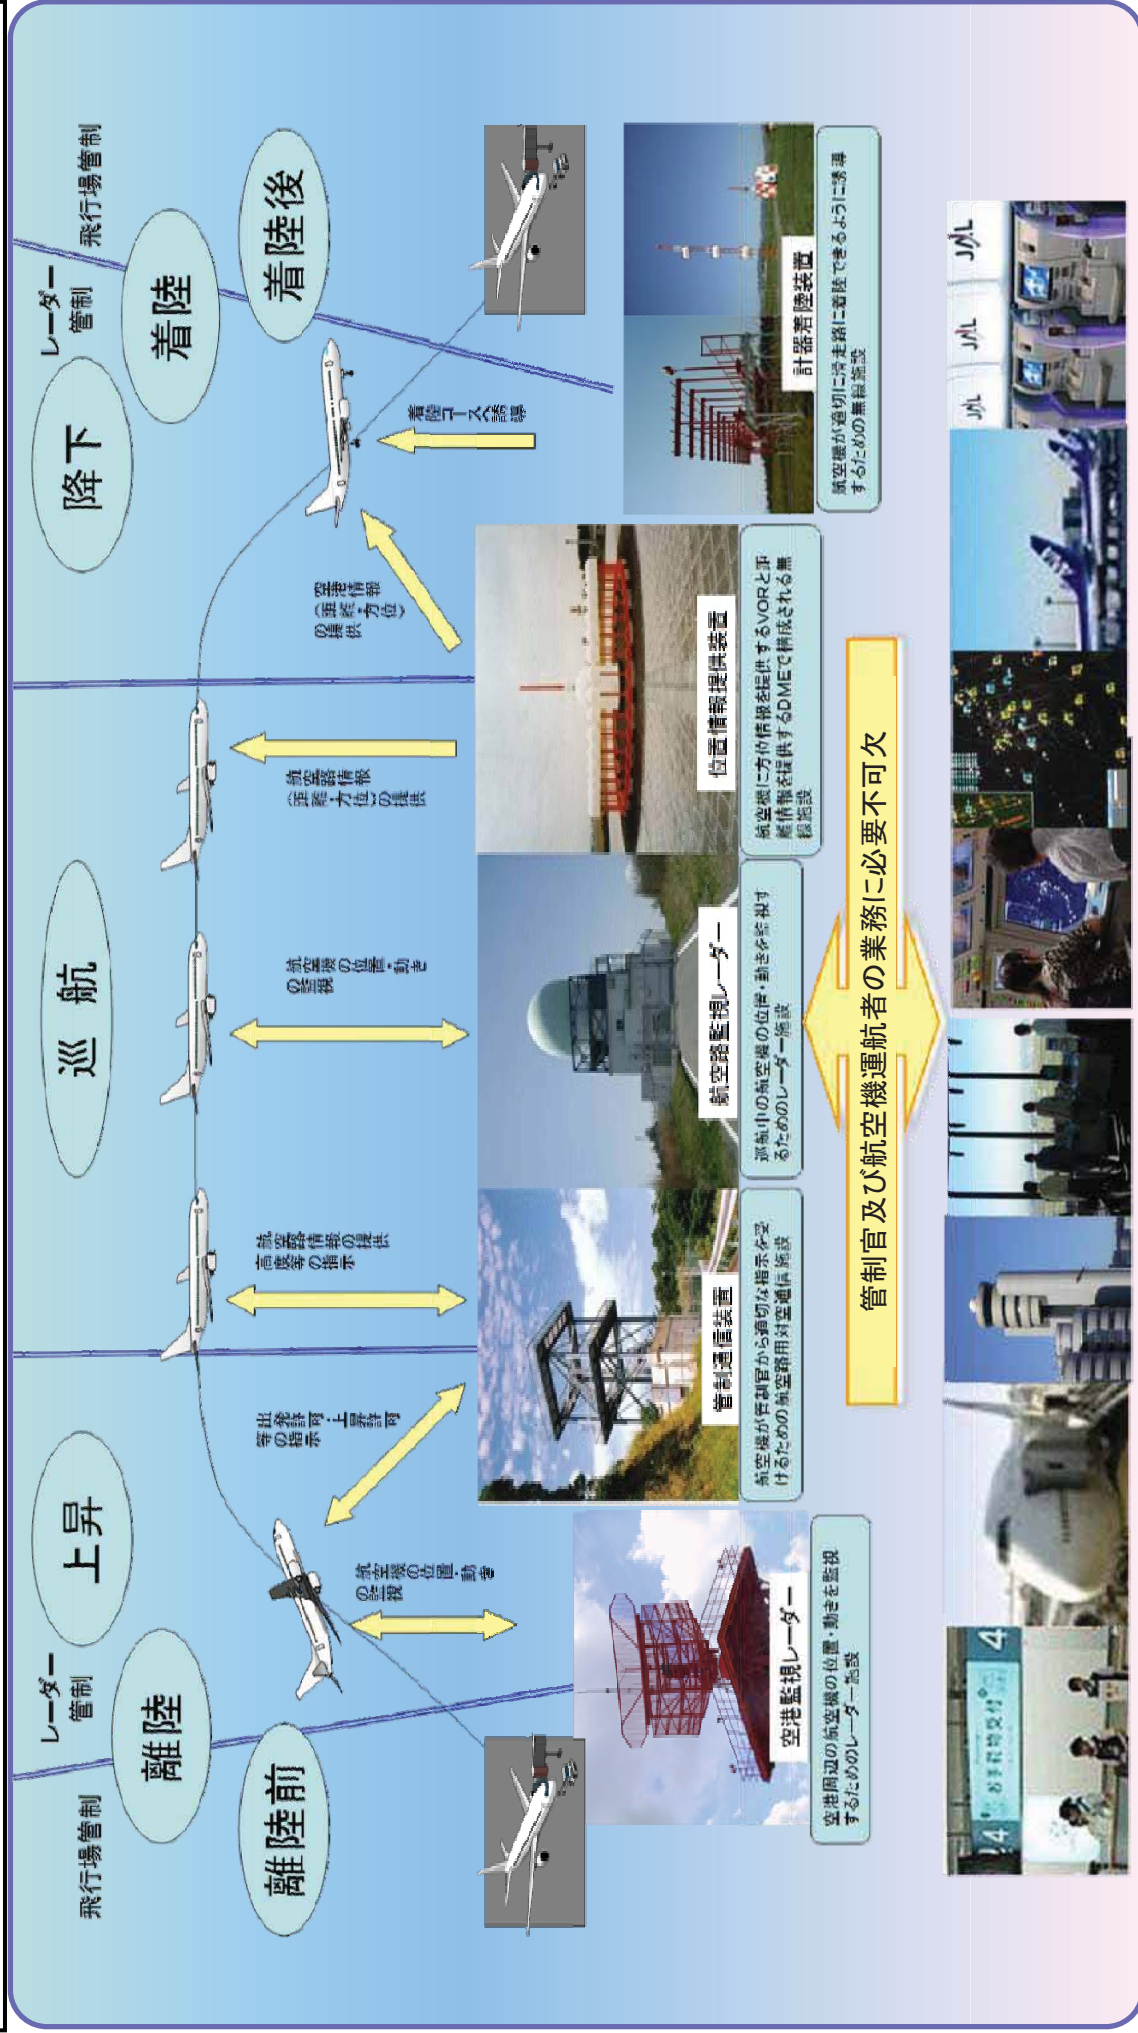 飛行場管制
レーダー
管制
レーダー
管制
飛行場管制
離陸前
離陸
上昇
巡 航
降下
着陸
着陸後
航空機の位置・動き
の監視
出発許可・上昇許可
等の指示
航空路情報の提供
高度等の指示
航空機の位置・動き
の監視
航空路情報
(距離・方位)の提供
空港情報
(距離・方位)
の提供
着陸コースへ誘導
空港監視レーダー
空港周辺の航空機の位置・動きを監視
するためのレーダー施設
管制通信装置
航空機が管制官から適切な指示を受
けるための航空路用対空通信施設
航空路監視レーダー
巡航中の航空機の位置・動きを監視す
るためのレーダー施設
位置情報提供装置
航空機に方位情報を提供するVORと距
離情報を提供するDMEで構成される無
線施設
計器着陸装置
航空機が適切に滑走路に着陸できるように誘導
するための無線施設
管制官及び航空機運航者の業務に必要不可欠
お手荷物受付
4
JAL
JAL
JAL